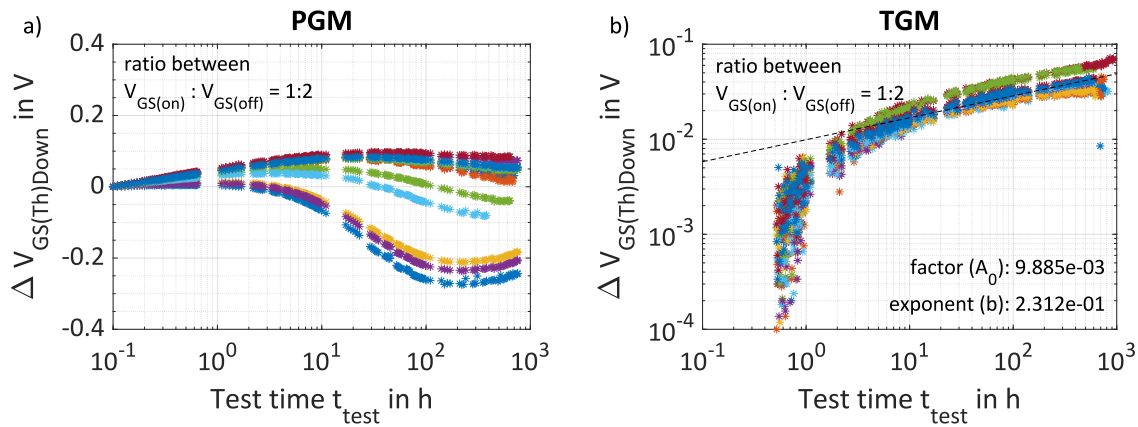 a)
PGM
ratio between
V_GS(on) : V_GS(off) = 1:2
0.4
0.2
0
-0.2
-0.4
Δ V_GS(Th)Down in V
10^-1
10^0
10^1
10^2
10^3
Test time t_test in h
b)
TGM
ratio between
V_GS(on) : V_GS(off) = 1:2
10^-1
10^-2
10^-3
10^-4
Δ V_GS(Th)Down in V
factor (A_0): 9.885e-03
exponent (b): 2.312e-01
10^-1
10^0
10^1
10^2
10^3
Test time t_test in h